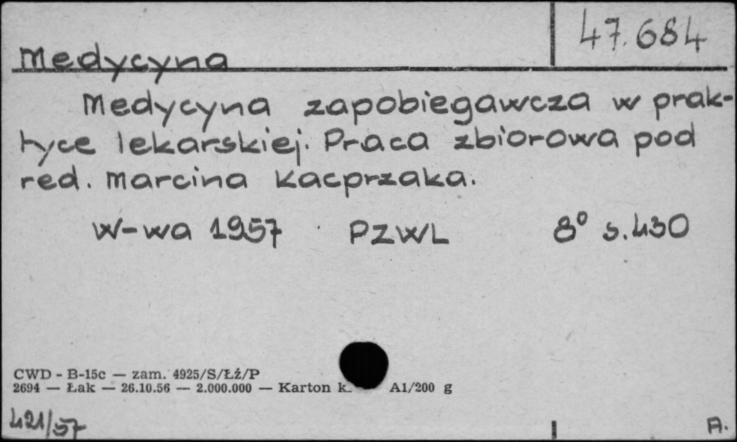 47.684
Medycyna
Medycyna zapobiegawcza w prak-
tyce lekarskiej. Praca zbiorowa pod
red. Marcina Kacprzaka.
W-wa 1957 PZWL 8° s.430
CWD - B-15c — zam. 4925/S/Łź/P
2694 — Łak — 26.10.56 — 2.000.000 — Karton k. A1/200 g
421/57 A.